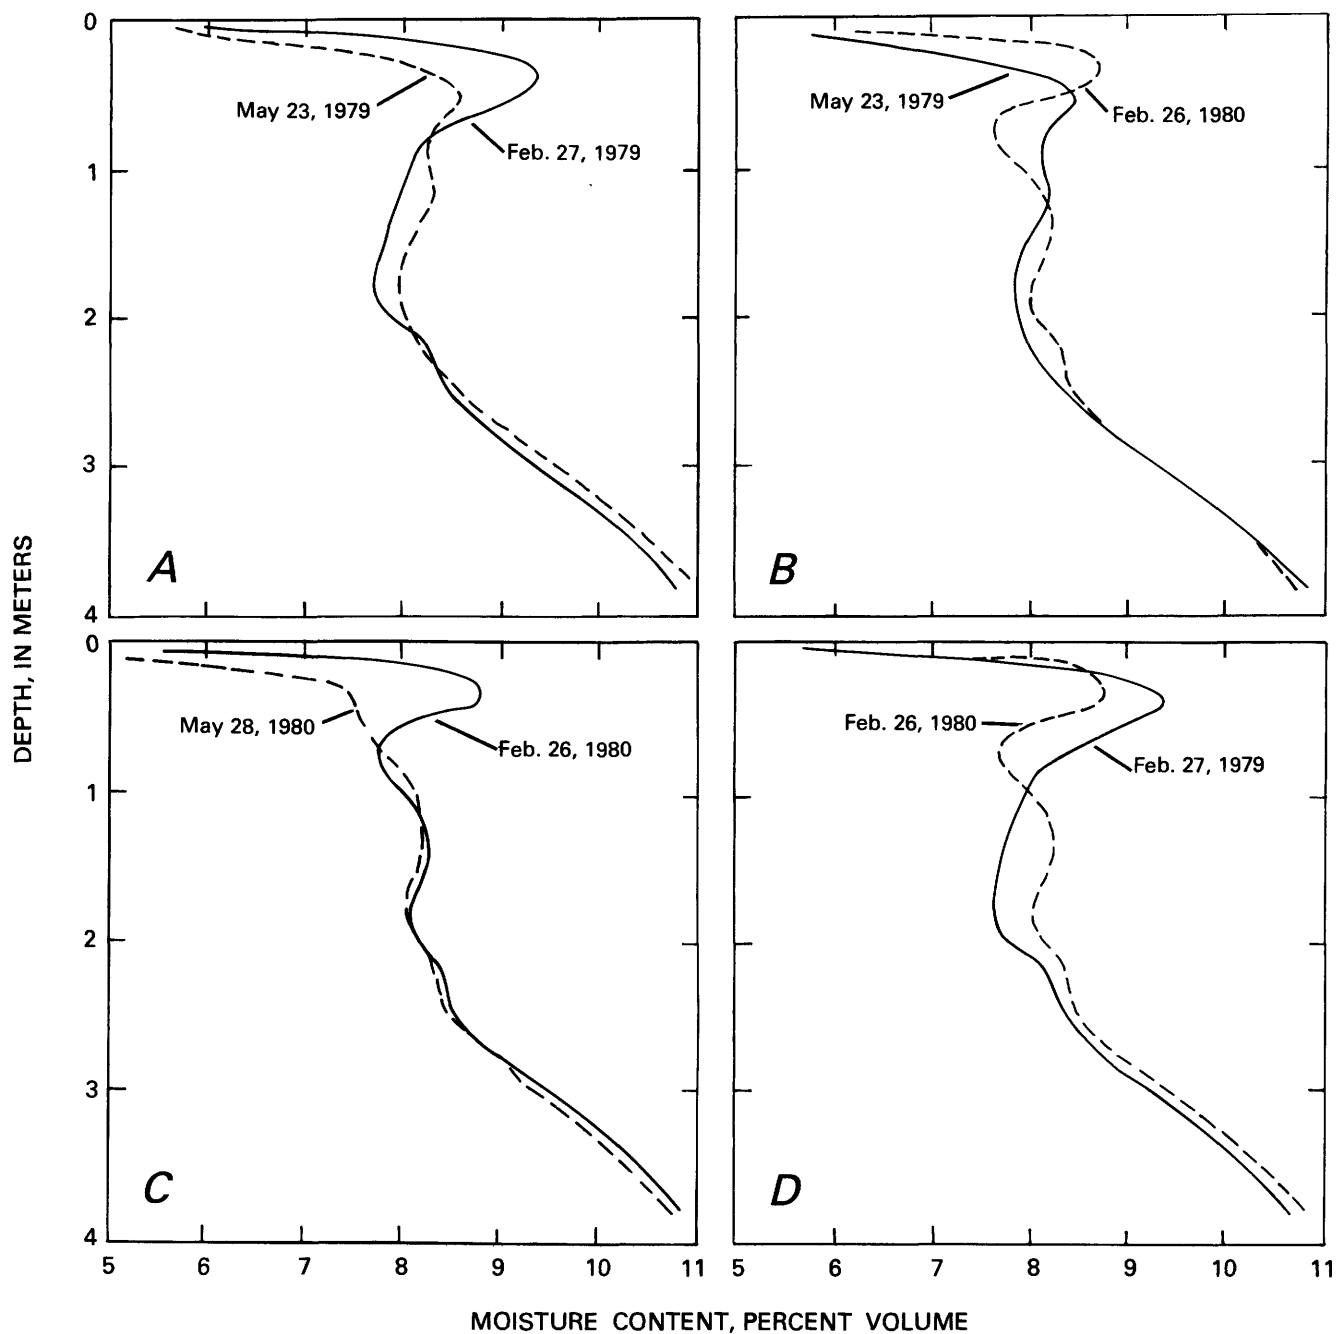 0
1
2
3
4
DEPTH, IN METERS
May 23, 1979
Feb. 27, 1979
A
May 23, 1979
Feb. 26, 1980
B
0
1
2
3
4
May 28, 1980
Feb. 26, 1980
C
Feb. 26, 1980
Feb. 27, 1979
D
5 6 7 8 9 10 11
5 6 7 8 9 10 11
MOISTURE CONTENT, PERCENT VOLUME